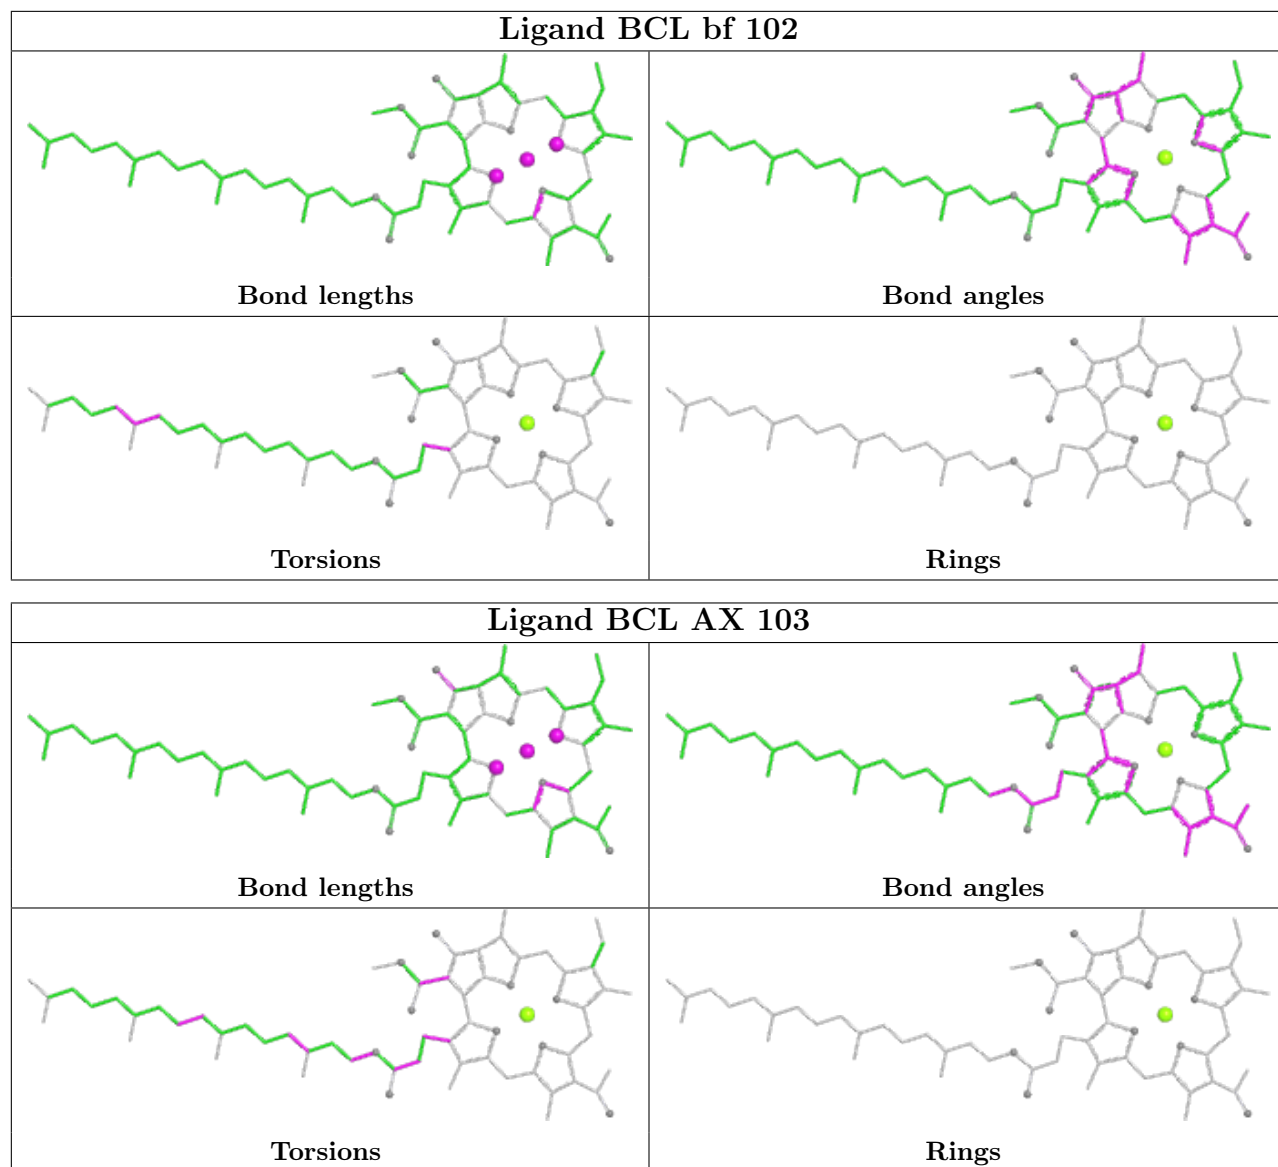 Ligand BCL bf 102
Bond lengths
Bond angles
Torsions
Rings
Ligand BCL AX 103
Bond lengths
Bond angles
Torsions
Rings